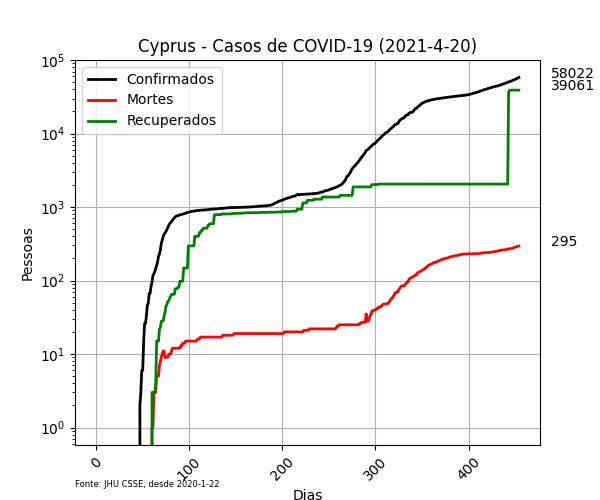 Cyprus - Casos de COVID-19 (2021-4-20)
Confirmados
Mortes
Recuperados
58022
39061
295
Pessoas
10^5
10^4
10^3
10^2
10^1
10^0
0
100
200
300
400
Dias
Fonte: JHU CSSE, desde 2020-1-22